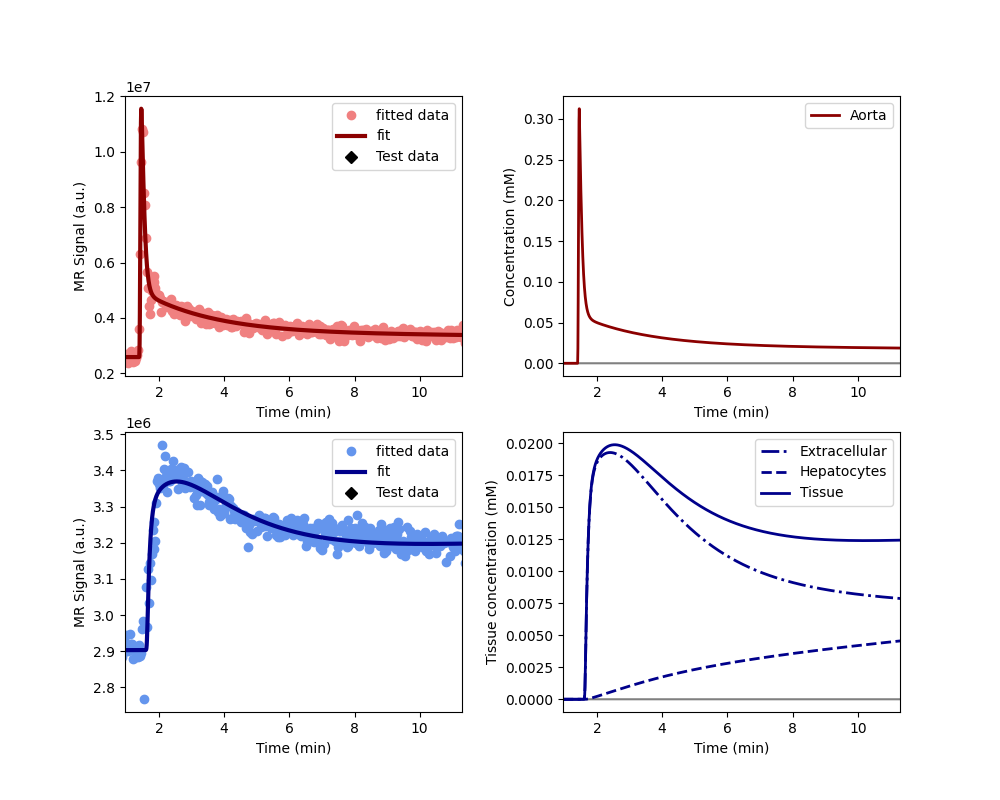 1e7
1.2
1.0
0.8
0.6
0.4
0.2
MR Signal (a.u.)
fitted data
fit
Test data
2 4 6 8 10
Time (min)
0.30
0.25
0.20
0.15
0.10
0.05
0.00
Concentration (mM)
Aorta
2 4 6 8 10
Time (min)
1e6
3.5
3.4
3.3
3.2
3.1
3.0
2.9
2.8
MR Signal (a.u.)
fitted data
fit
Test data
2 4 6 8 10
Time (min)
0.0200
0.0175
0.0150
0.0125
0.0100
0.0075
0.0050
0.0025
0.0000
Tissue concentration (mM)
Extracellular
Hepatocytes
Tissue
2 4 6 8 10
Time (min)